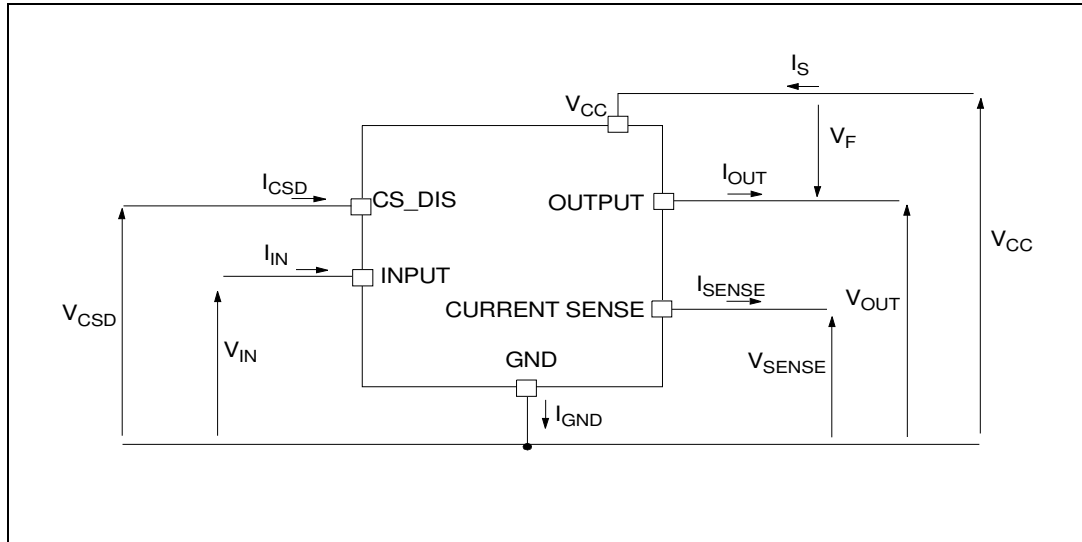 I_S
V_CC
V_F
I_CSD
I_OUT
CS_DIS
OUTPUT
V_CC
I_IN
INPUT
I_SENSE
CURRENT SENSE
V_CSD
V_OUT
V_IN
GND
V_SENSE
I_GND